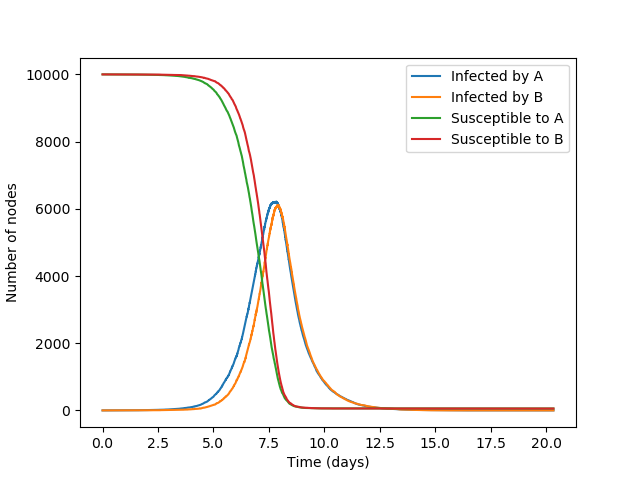 10000
8000
6000
4000
2000
0
Number of nodes
Infected by A
Infected by B
Susceptible to A
Susceptible to B
0.0 2.5 5.0 7.5 10.0 12.5 15.0 17.5 20.0
Time (days)